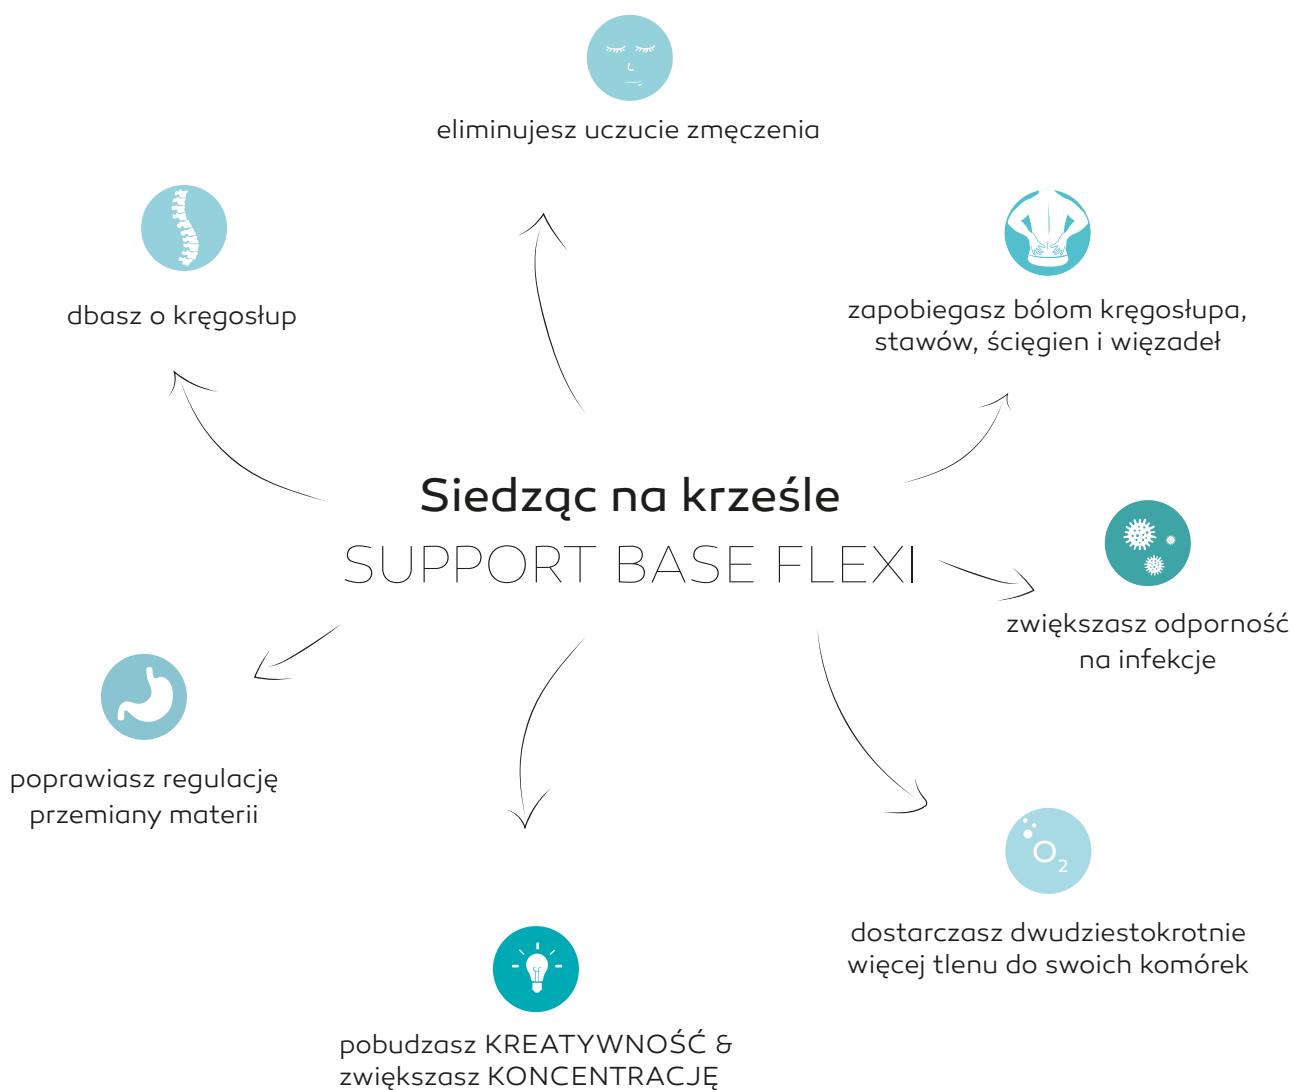 eliminujesz uczucie zmęczenia
dbasz o kręgosłup
zapobiegasz bólom kręgosłupa,
stawów, ścięgien i więzadeł
Siedząc na krześle
SUPPORT BASE FLEXI
zwiększasz odporność
na infekcje
poprawiasz regulację
przemiany materii
O₂
dostarczasz dwudziestokrotnie
więcej tlenu do swoich komórek
pobudzasz KREATYWNOŚĆ &
zwiększasz KONCENTRACJĘ